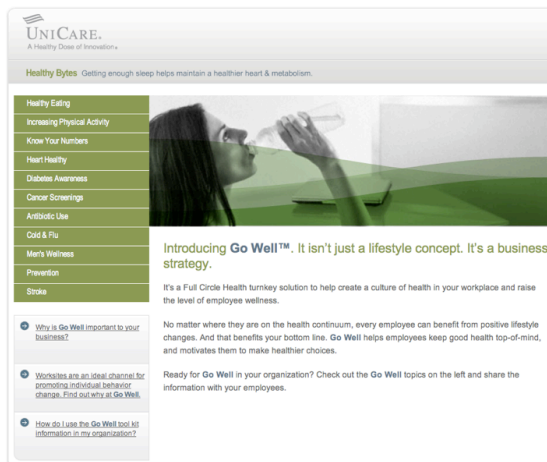 UNICARE.
A Healthy Dose of Innovation℠
Healthy Bytes Getting enough sleep helps maintain a healthier heart & metabolism.
Healthy Eating
Increasing Physical Activity
Know Your Numbers
Heart Healthy
Diabetes Awareness
Cancer Screenings
Antibiotic Use
Cold & Flu
Men's Wellness
Prevention
Stroke
Why is Go Well important to your
business?
Worksites are an ideal channel for
promoting individual behavior
change. Find out why at Go Well.
How do I use the Go Well tool kit
information in my organization?
Introducing Go Well™. It isn't just a lifestyle concept. It's a business
strategy.
It's a Full Circle Health turnkey solution to help create a culture of health in your workplace and raise
the level of employee wellness.
No matter where they are on the health continuum, every employee can benefit from positive lifestyle
changes. And that benefits your bottom line. Go Well helps employees keep good health top-of-mind,
and motivates them to make healthier choices.
Ready for Go Well in your organization? Check out the Go Well topics on the left and share the
information with your employees.